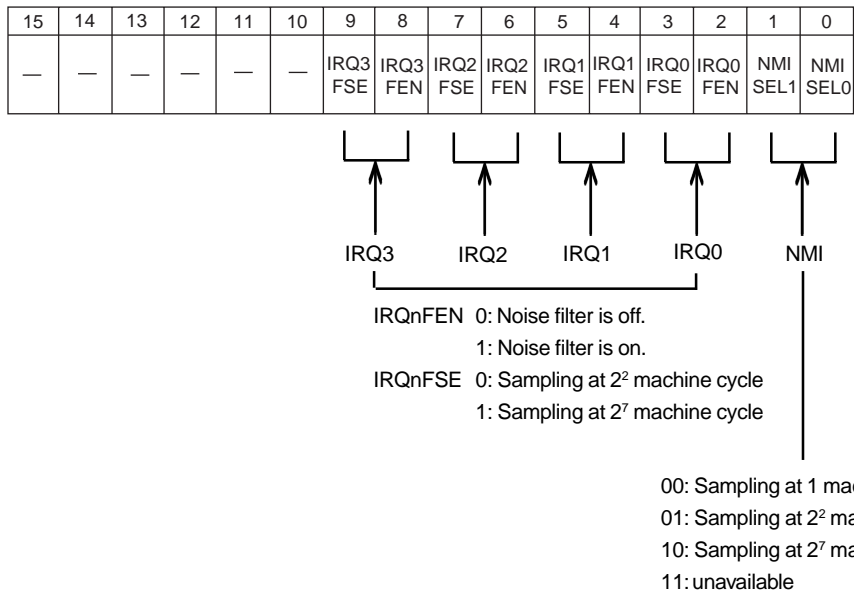 15 14 13 12 11 10 9 8 7 6 5 4 3 2 1 0
— — — — — — IRQ3 IRQ3 IRQ2 IRQ2 IRQ1 IRQ1 IRQ0 IRQ0 NMI NMI
FSE FEN FSE FEN FSE FEN FSE FEN SEL1 SEL0
IRQ3 IRQ2 IRQ1 IRQ0 NMI
IRQnFEN 0: Noise filter is off.
1: Noise filter is on.
IRQnFSE 0: Sampling at 2² machine cycle
1: Sampling at 2⁷ machine cycle
00: Sampling at 1
01: Sampling at 2²
10: Sampling at 2⁷
11: unavailable